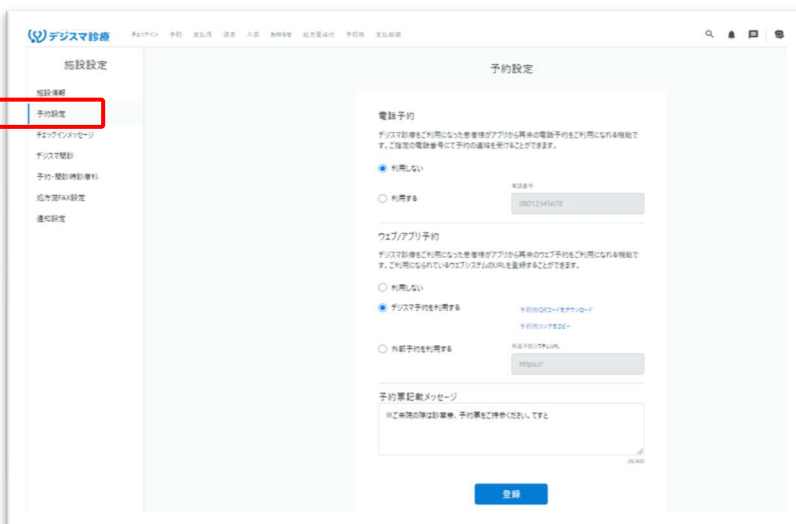 デジスマ診療
チェックイン 予約 支払用 請求 入金 お知らせ 処方箋送付 予約枠 支払総額
施設設定
施設情報
予約設定
チェックインメッセージ
デジスマ問診
予約・問診時診療科
処方箋FAX設定
通知設定
予約設定
電話予約
デジスマ診療をご利用になった患者様がアプリから再来の電話予約をご利用になれる機能で
す。ご指定の電話番号にて予約の連絡を受けることができます。
利用しない
電話番号
利用する
08012345678
ウェブ/アプリ予約
デジスマ診療をご利用になった患者様がアプリから再来のウェブ予約をご利用になれる機能で
す。ご利用になられているウェブシステムのURLを登録することができます。
利用しない
デジスマ予約を利用する
予約用QRコードをダウンロード
予約用リンクをコピー
外部予約を利用する
外部予約システムURL
https://
予約票記載メッセージ
※ご来院の際は診察券、予約票をご持参ください。てすと
26/400
登録